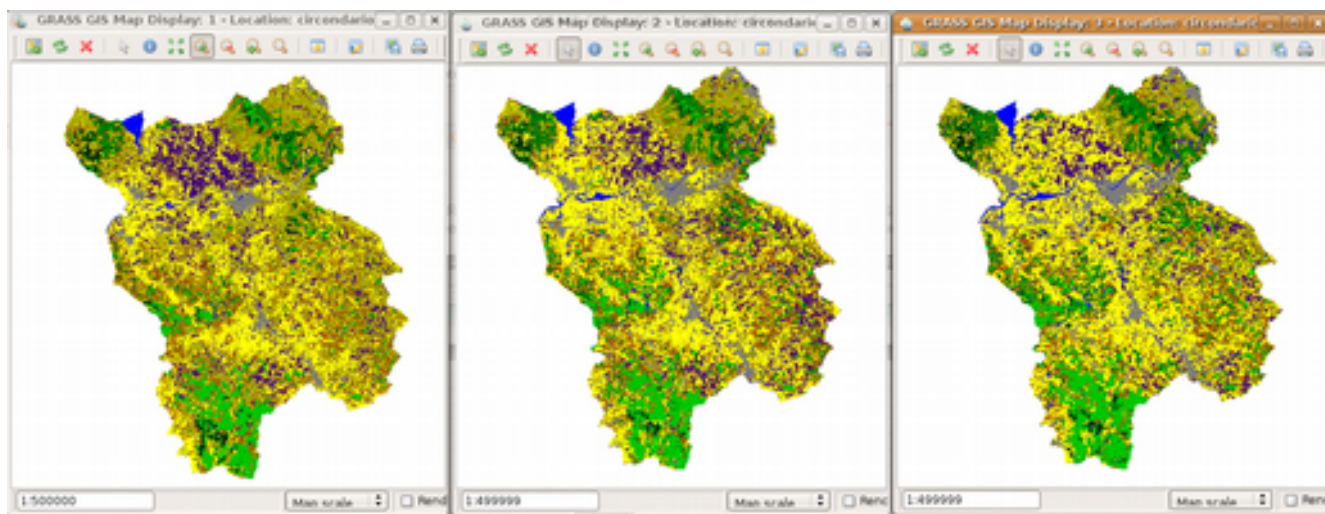 GRASS GIS Map Display: 1 - Location: circondario
GRASS GIS Map Display: 2 - Location: circondario
GRASS GIS Map Display: 3 - Location: circondario
1:500000
Map scale
Rend
1:499999
Map scale
Renc
1:499999
Map scale
Rend